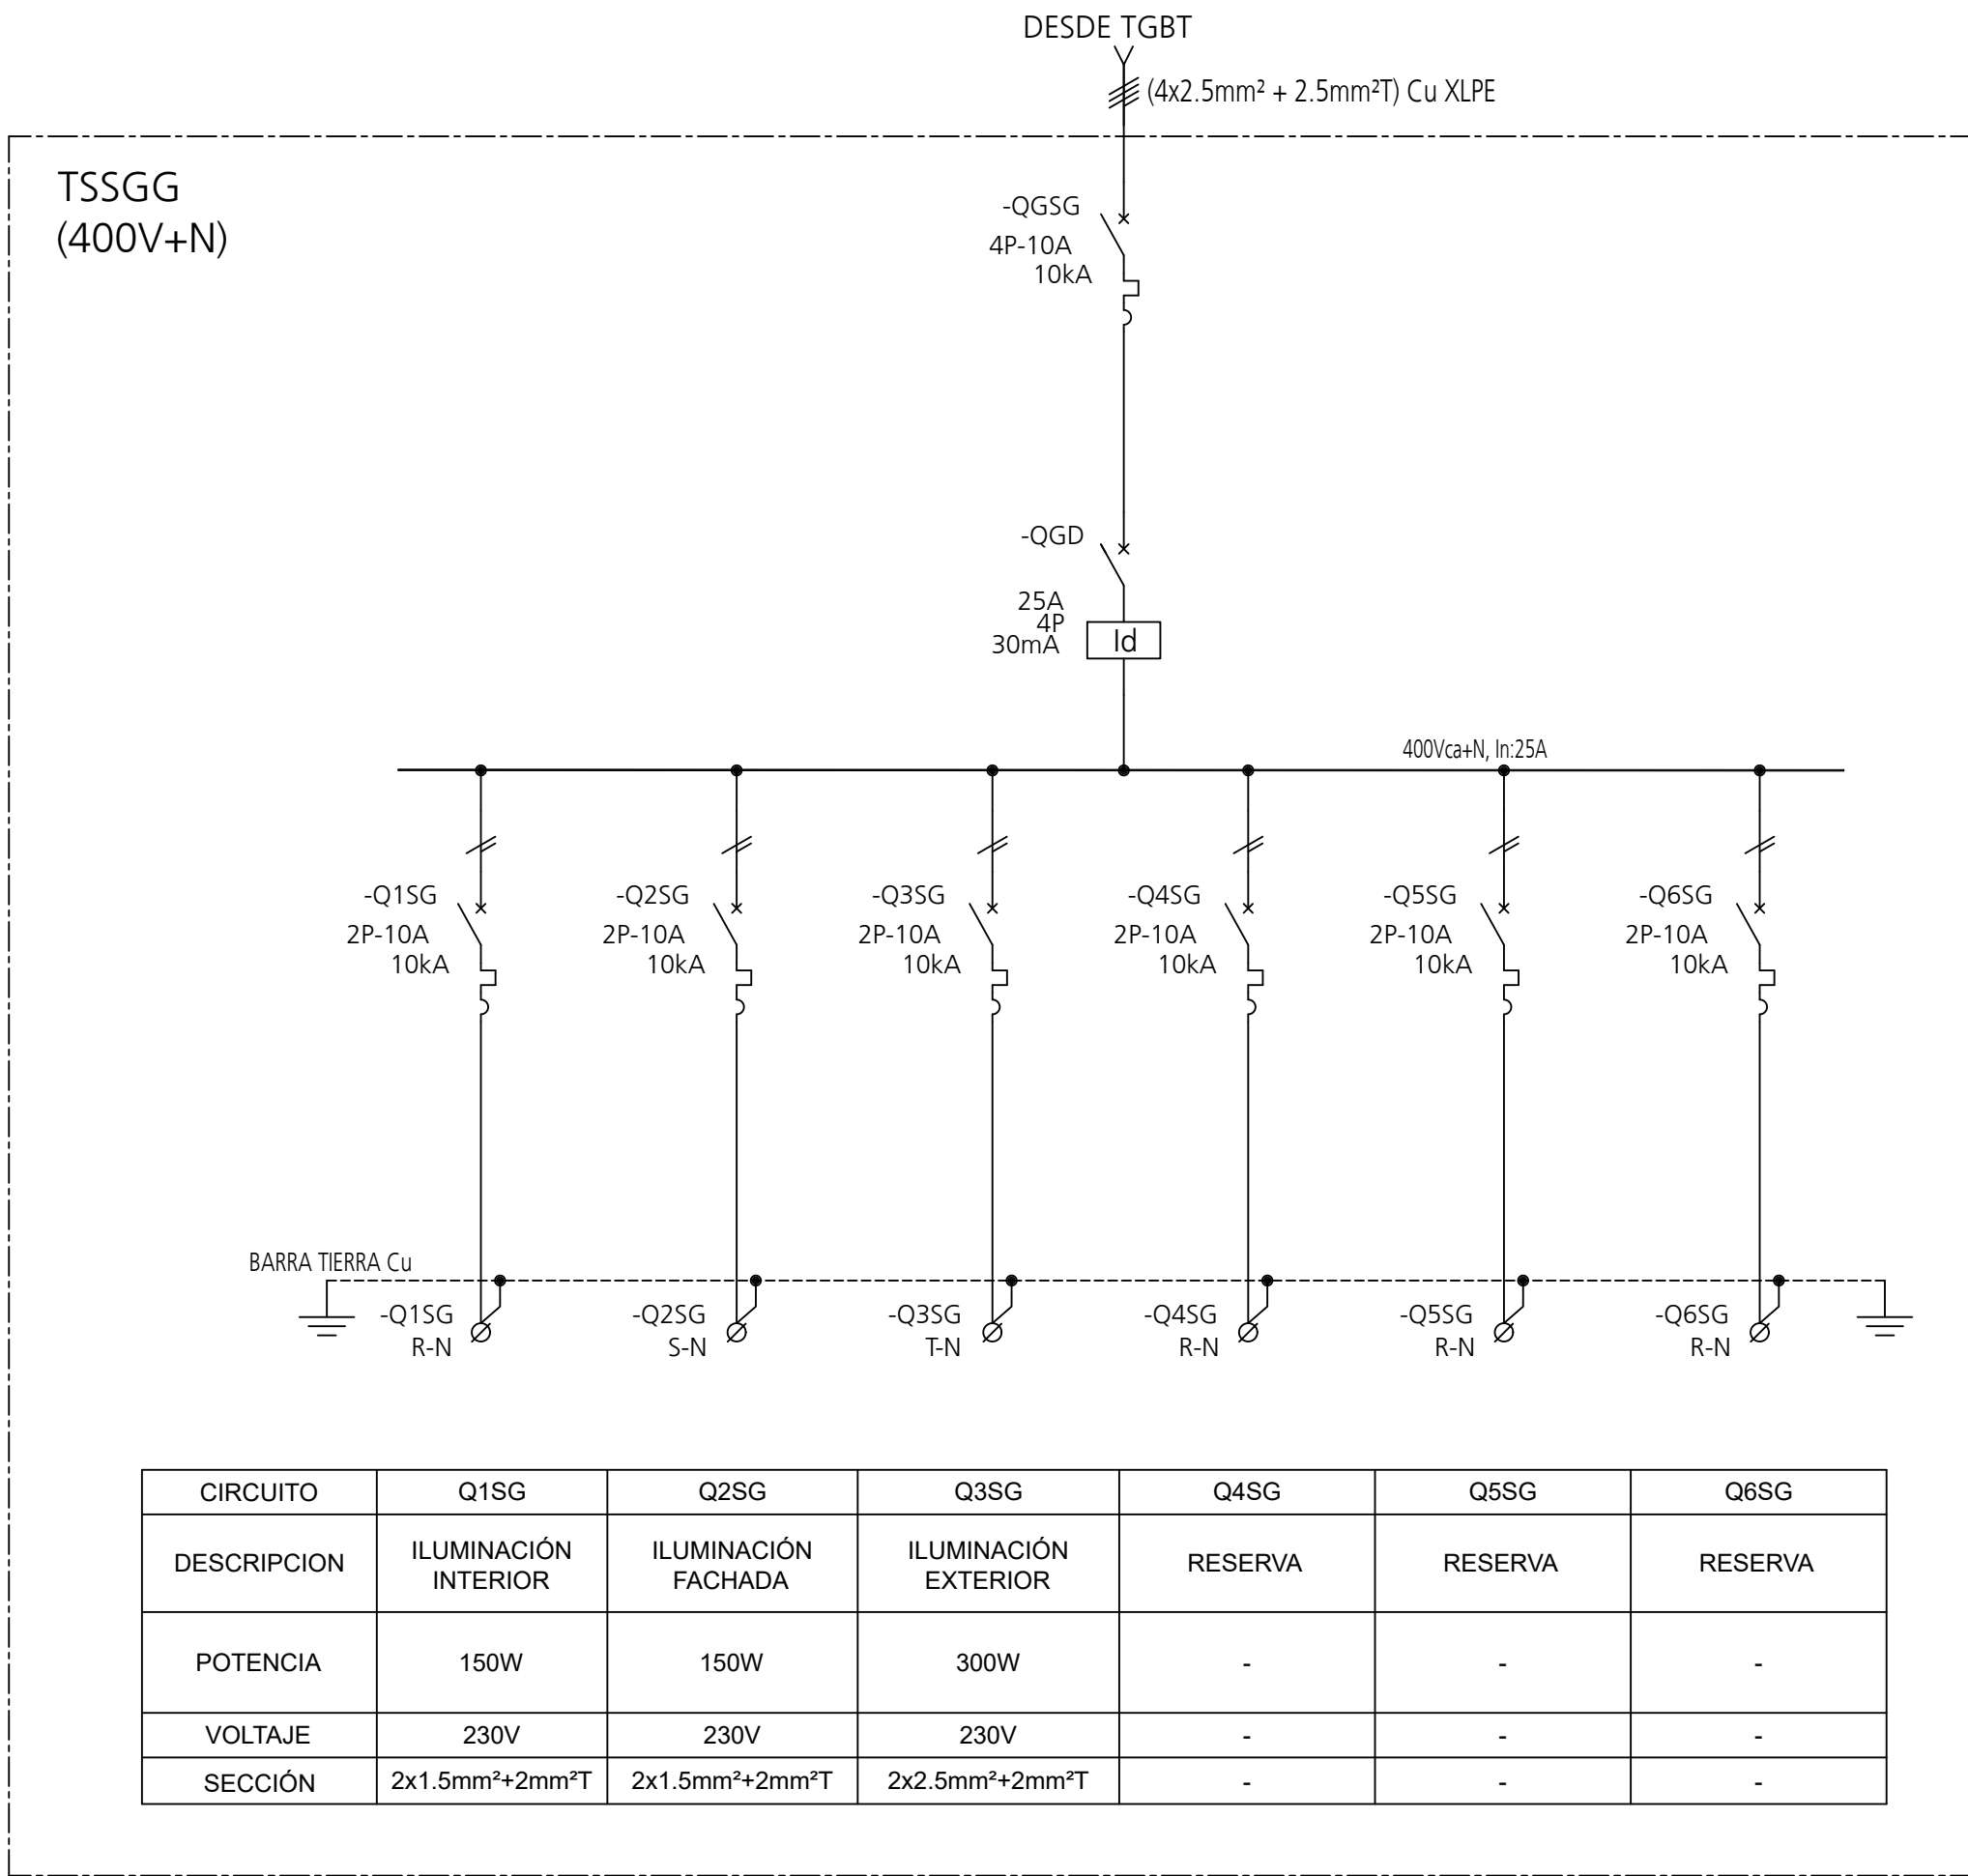 DESDE TGBT
(4x2.5mm² + 2.5mm²T) Cu XLPE
TSSGG
(400V+N)
-QGSG
4P-10A
10kA
-QGD
25A
4P
30mA
Id
400Vca+N, In:25A
-Q1SG
2P-10A
10kA
-Q2SG
2P-10A
10kA
-Q3SG
2P-10A
10kA
-Q4SG
2P-10A
10kA
-Q5SG
2P-10A
10kA
-Q6SG
2P-10A
10kA
BARRA TIERRA Cu
-Q1SG
R-N
-Q2SG
S-N
-Q3SG
T-N
-Q4SG
R-N
-Q5SG
R-N
-Q6SG
R-N
CIRCUITO Q1SG Q2SG Q3SG Q4SG Q5SG Q6SG
DESCRIPCION
ILUMINACIÓN
INTERIOR
ILUMINACIÓN
FACHADA
ILUMINACIÓN
EXTERIOR
RESERVA
RESERVA
RESERVA
POTENCIA 150W 150W 300W - - -
VOLTAJE 230V 230V 230V - - -
SECCIÓN 2x1.5mm²+2mm²T 2x1.5mm²+2mm²T 2x2.5mm²+2mm²T - - -